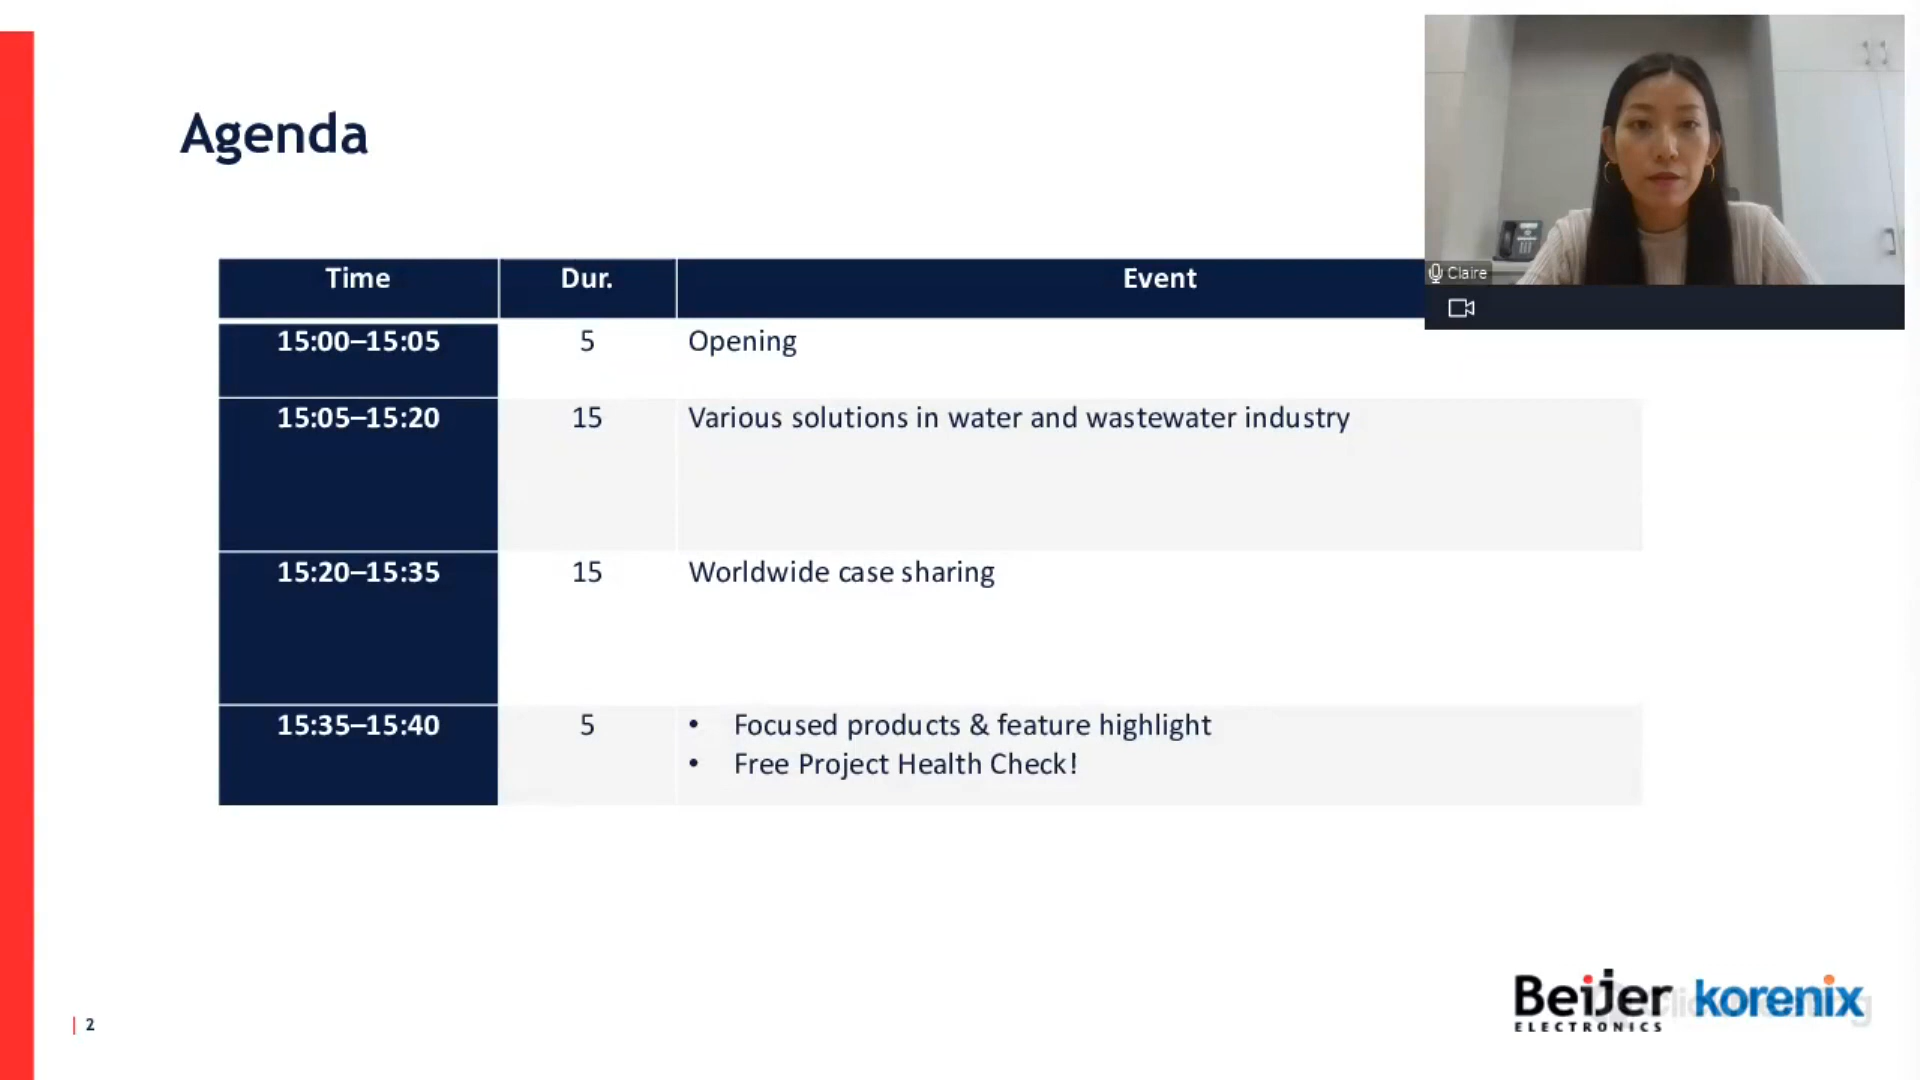 Agenda
Claire
Time Dur. Event
15:00–15:05 5 Opening
15:05–15:20 15 Various solutions in water and wastewater industry
15:20–15:35 15 Worldwide case sharing
15:35–15:40 5 • Focused products & feature highlight
• Free Project Health Check!
| 2
BeiJer korenix
ELECTRONICS